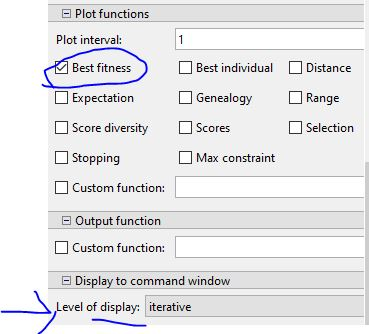 Plot functions
Plot interval: 1
Best fitness Best individual Distance
Expectation Genealogy Range
Score diversity Scores Selection
Stopping Max constraint
Custom function:
Output function
Custom function:
Display to command window
Level of display: iterative